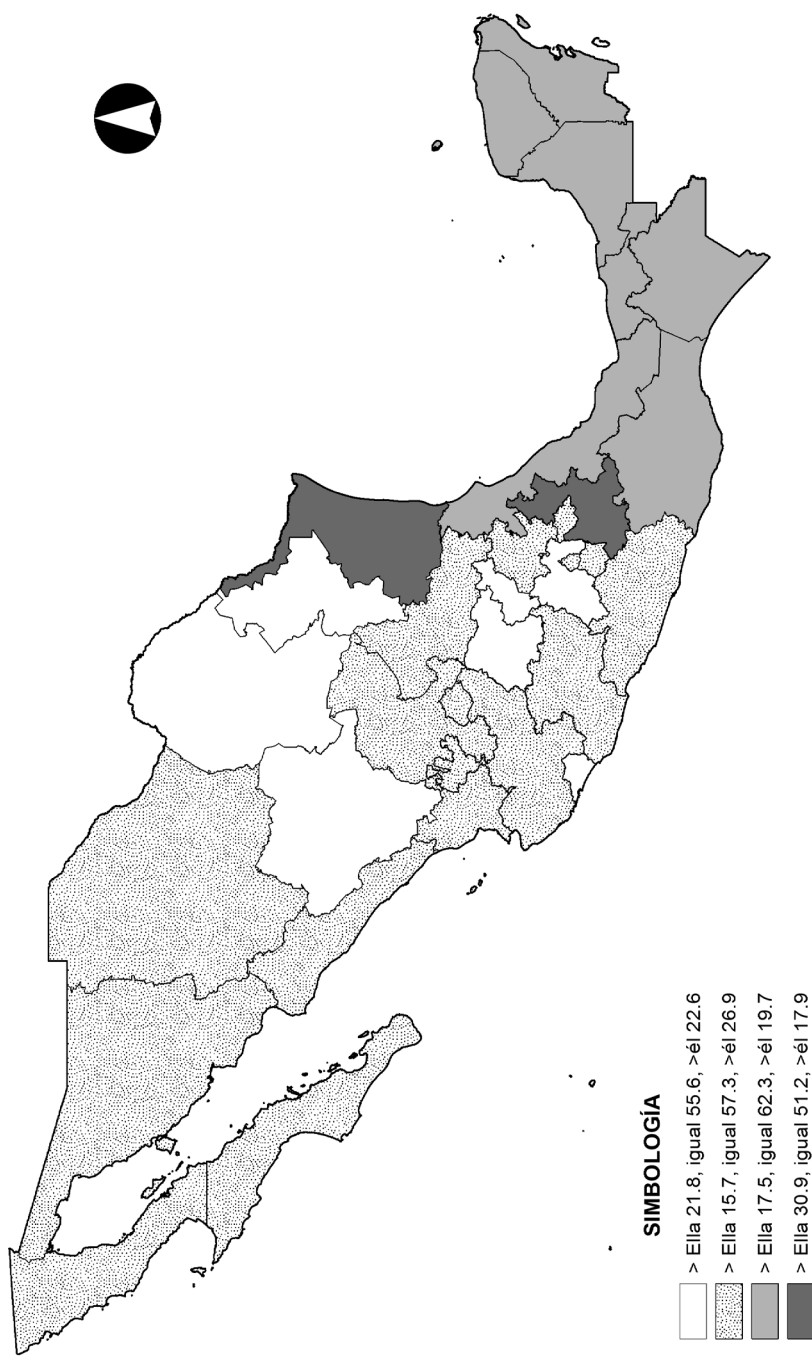 SIMBOLOGÍA
> Ella 21.8, igual 55.6, >él 22.6
> Ella 15.7, igual 57.3, >él 26.9
> Ella 17.5, igual 62.3, >él 19.7
> Ella 30.9, igual 51.2, >él 17.9